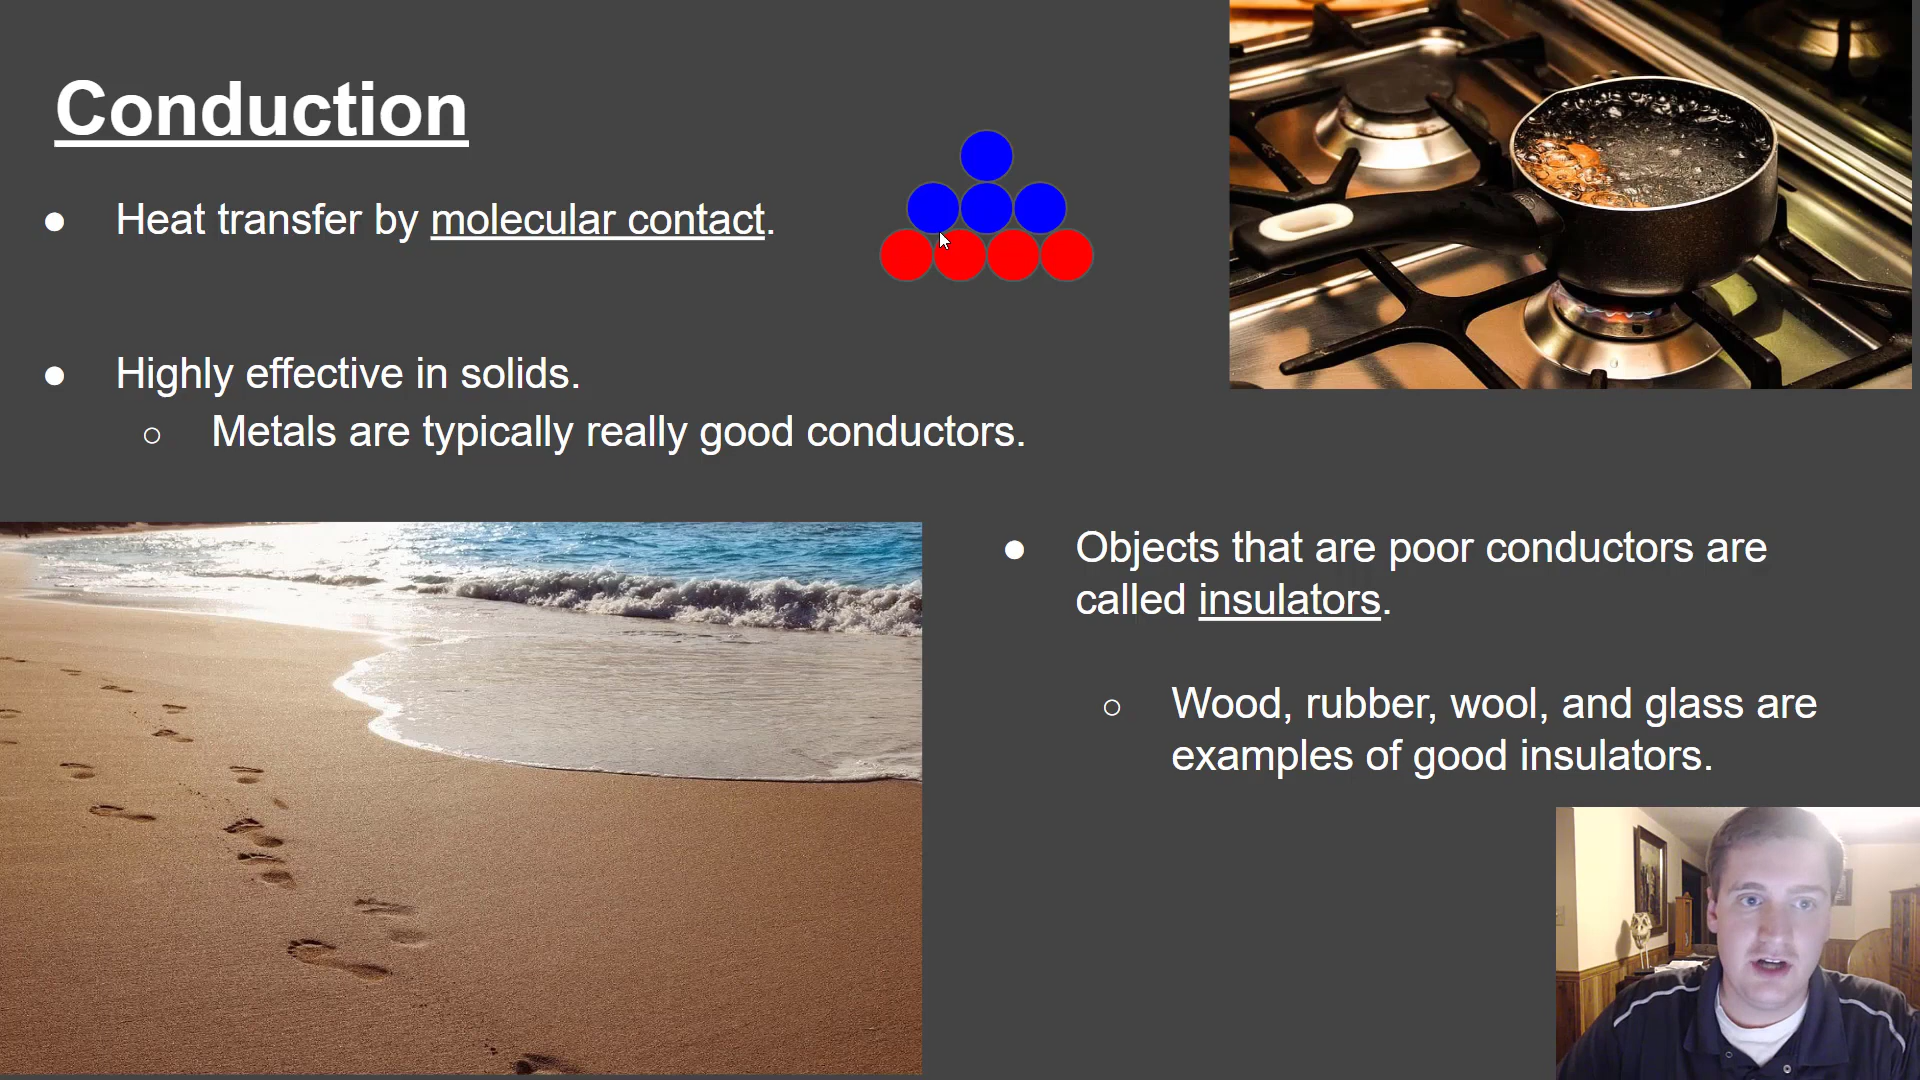 Conduction
● Heat transfer by molecular contact.
● Highly effective in solids.
○ Metals are typically really good conductors.
● Objects that are poor conductors are
called insulators.
○ Wood, rubber, wool, and glass are
examples of good insulators.